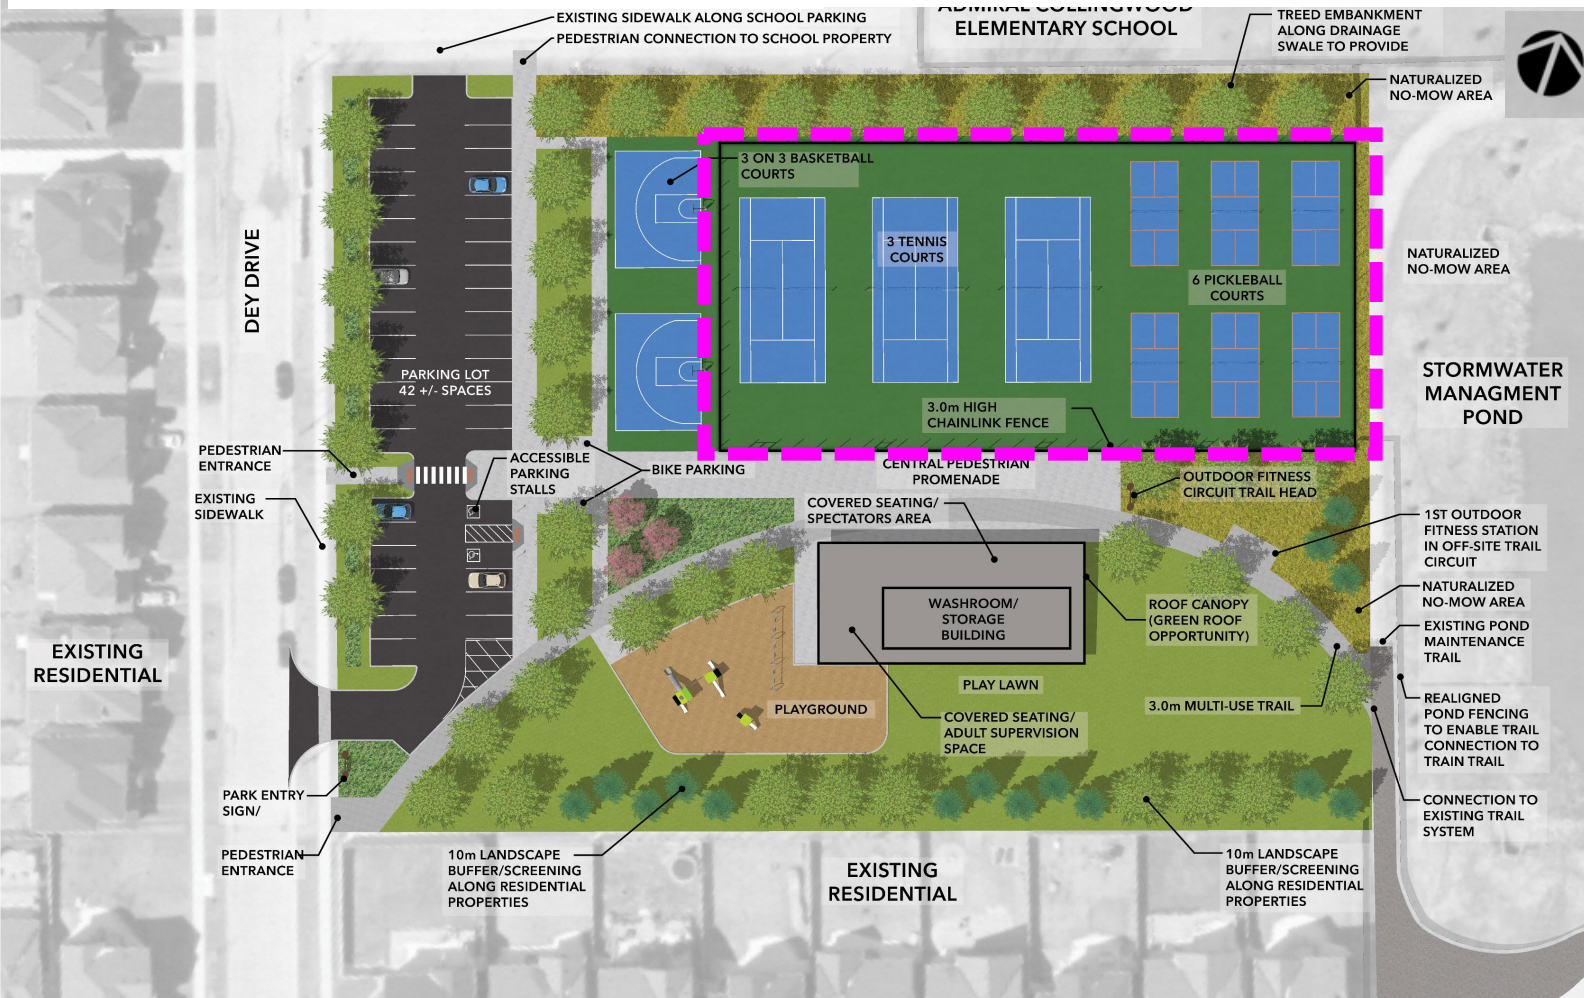 EXISTING SIDEWALK ALONG SCHOOL PARKING
PEDESTRIAN CONNECTION TO SCHOOL PROPERTY
ADMIRAL COLLINGWOOD
ELEMENTARY SCHOOL
TREED EMBANKMENT
ALONG DRAINAGE
SWALE TO PROVIDE
NATURALIZED
NO-MOW AREA
3 ON 3 BASKETBALL
COURTS
DEY DRIVE
3 TENNIS
COURTS
6 PICKLEBALL
COURTS
NATURALIZED
NO-MOW AREA
PARKING LOT
42 +/- SPACES
STORMWATER
MANAGMENT
POND
3.0m HIGH
CHAINLINK FENCE
PEDESTRIAN
ENTRANCE
ACCESSIBLE
PARKING
STALLS
BIKE PARKING
CENTRAL PEDESTRIAN
PROMENADE
OUTDOOR FITNESS
CIRCUIT TRAIL HEAD
EXISTING
SIDEWALK
COVERED SEATING/
SPECTATORS AREA
1ST OUTDOOR
FITNESS STATION
IN OFF-SITE TRAIL
CIRCUIT
NATURALIZED
NO-MOW AREA
WASHROOM/
STORAGE
BUILDING
ROOF CANOPY
(GREEN ROOF
OPPORTUNITY)
EXISTING POND
MAINTENANCE
TRAIL
EXISTING
RESIDENTIAL
PLAY LAWN
PLAYGROUND
3.0m MULTI-USE TRAIL
REALIGNED
POND FENCING
TO ENABLE TRAIL
CONNECTION TO
TRAIN TRAIL
COVERED SEATING/
ADULT SUPERVISION
SPACE
PARK ENTRY
SIGN/
CONNECTION TO
EXISTING TRAIL
SYSTEM
PEDESTRIAN
ENTRANCE
10m LANDSCAPE
BUFFER/SCREENING
ALONG RESIDENTIAL
PROPERTIES
EXISTING
RESIDENTIAL
10m LANDSCAPE
BUFFER/SCREENING
ALONG RESIDENTIAL
PROPERTIES